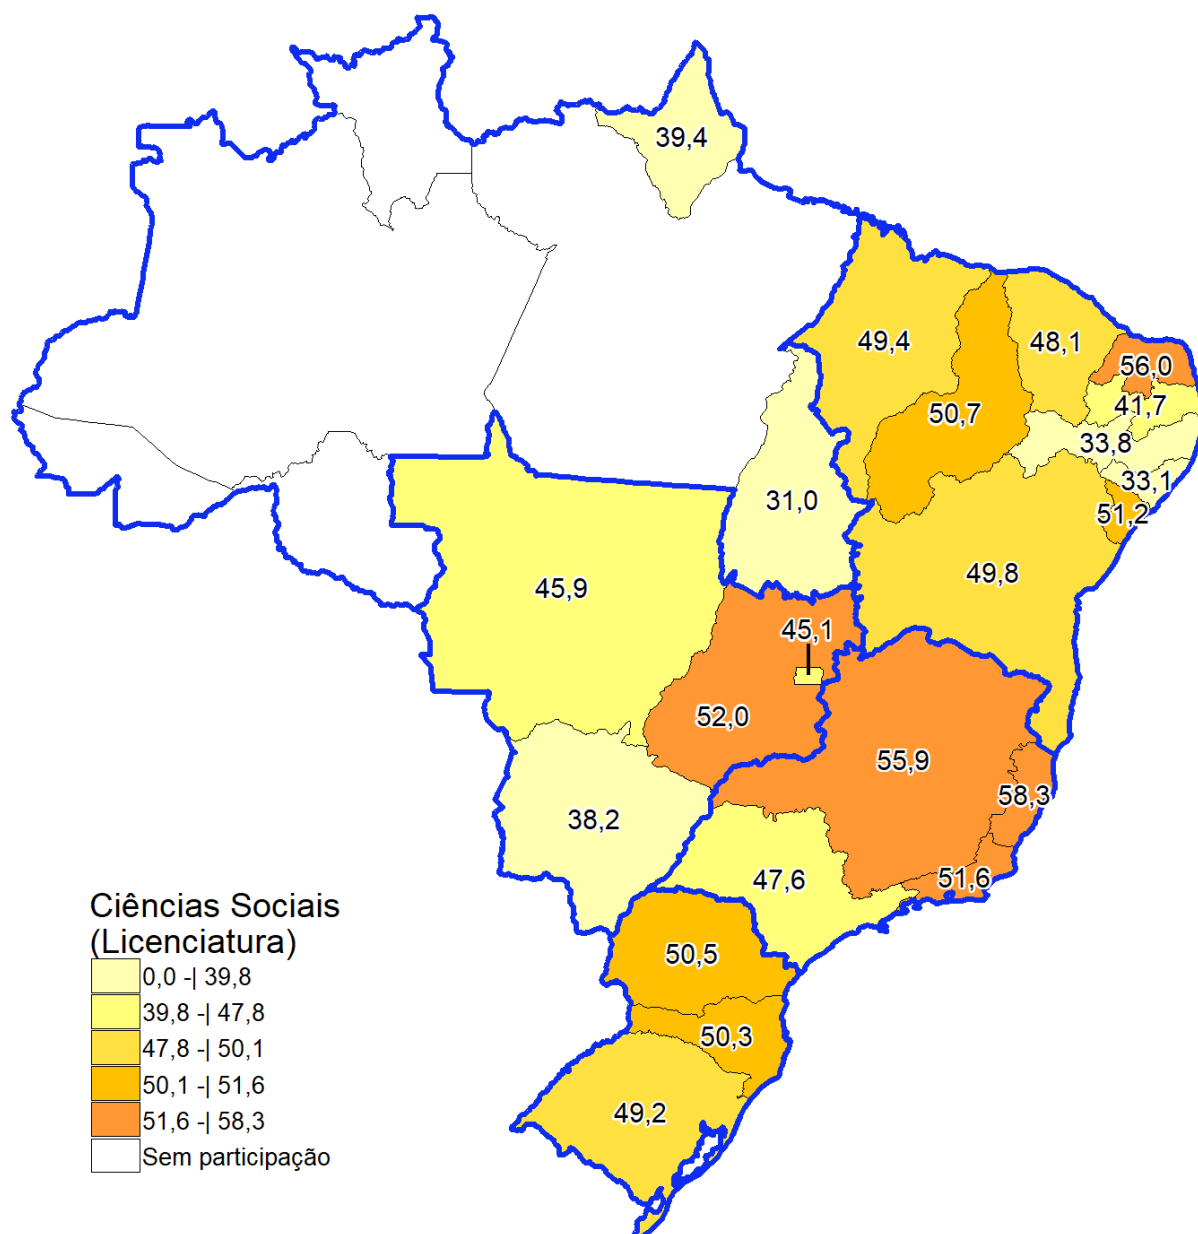 39,4
49,4
48,1
56,0
41,7
50,7
33,8
33,1
31,0
51,2
49,8
45,9
45,1
52,0
55,9
58,3
38,2
47,6
51,6
50,5
50,3
49,2
Ciências Sociais
(Licenciatura)
0,0 -| 39,8
39,8 -| 47,8
47,8 -| 50,1
50,1 -| 51,6
51,6 -| 58,3
Sem participação